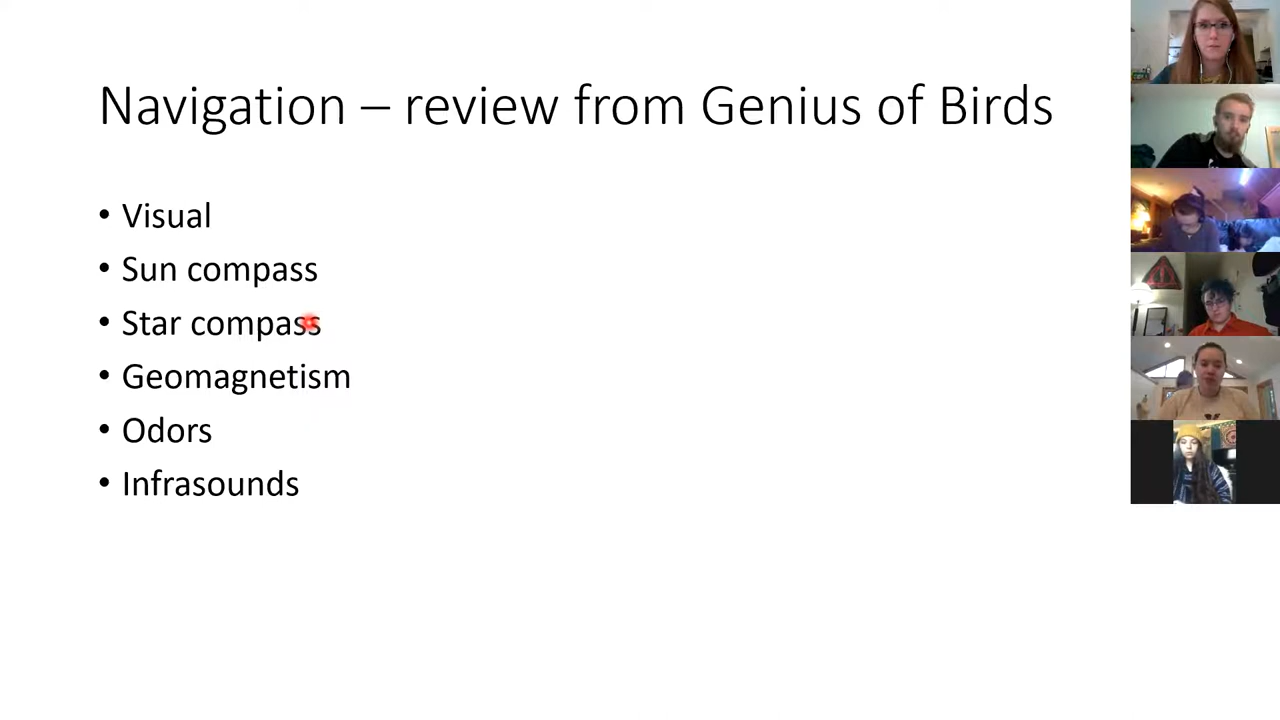 Navigation – review from Genius of Birds
• Visual
• Sun compass
• Star compass
• Geomagnetism
• Odors
• Infrasounds